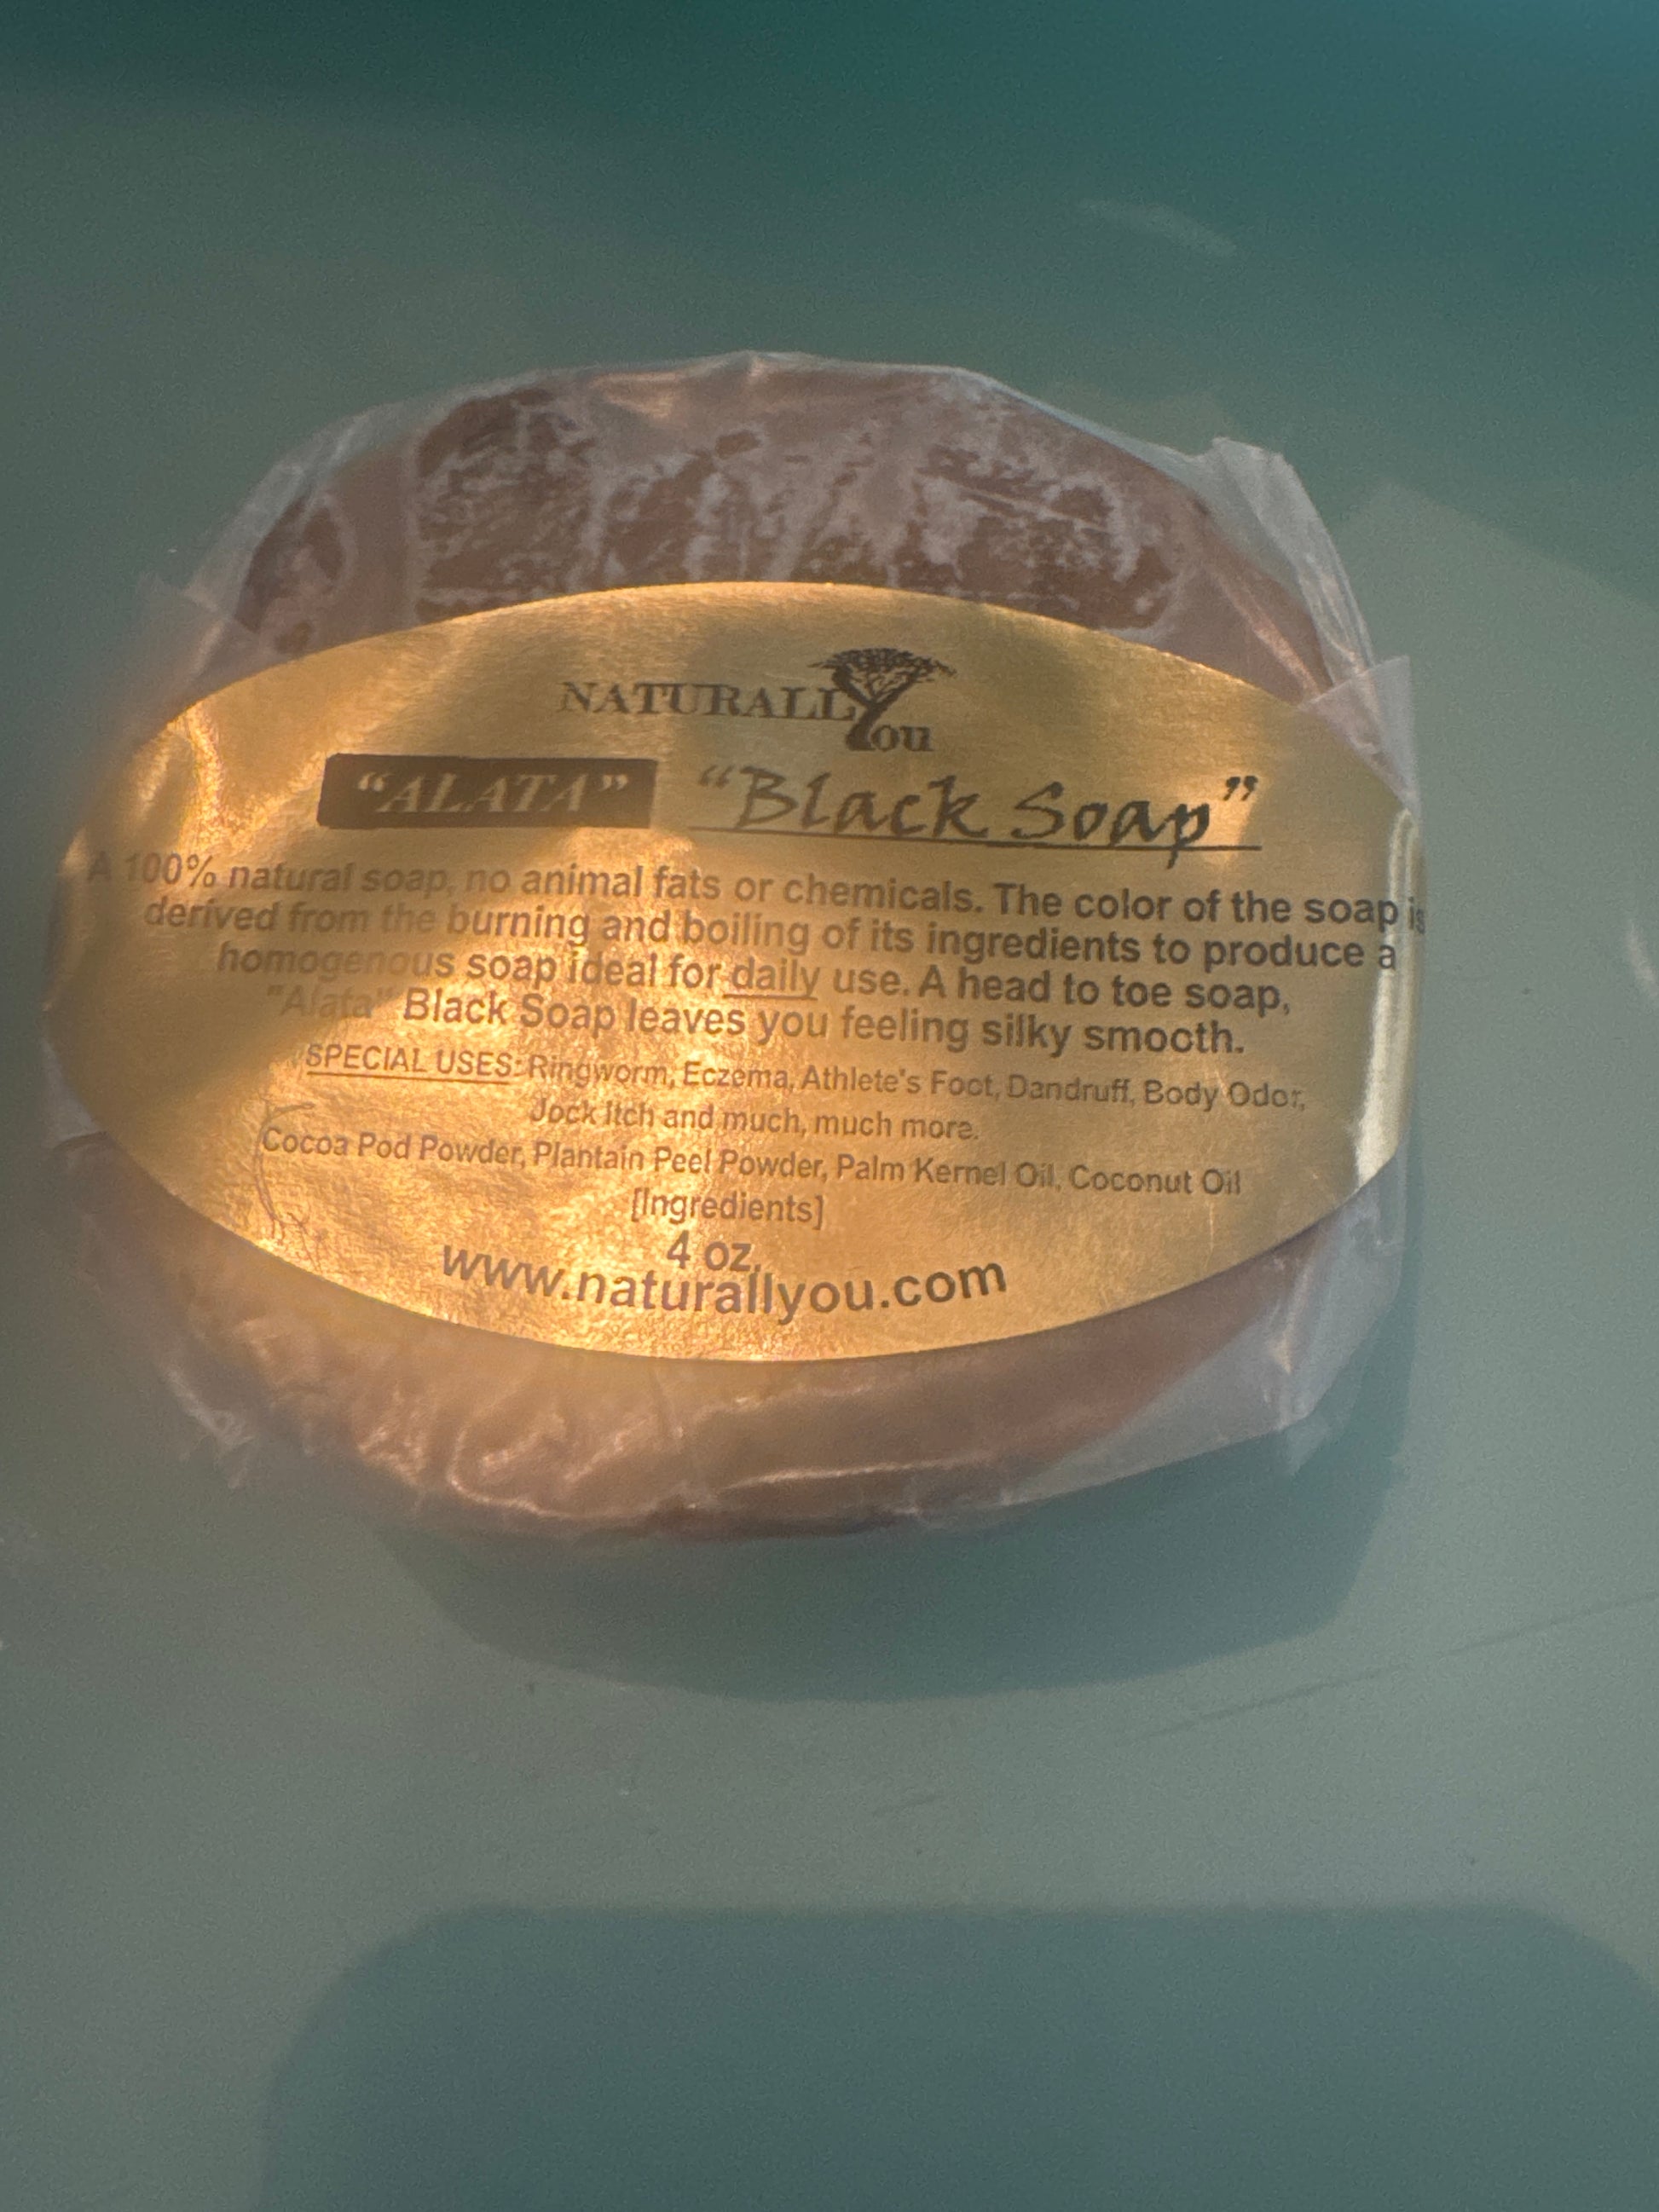 NATURALLYou
"ALATA" "Black Soap"
A 100% natural soap, no animal fats or chemicals. The color of the soap is
derived from the burning and boiling of its ingredients to produce a
homogenous soap ideal for daily use. A head to toe soap,
"Alata" Black Soap leaves you feeling silky smooth.
SPECIAL USES: Ringworm, Eczema, Athlete's Foot, Dandruff, Body Odor,
Jock Itch and much, much more.
Cocoa Pod Powder, Plantain Peel Powder, Palm Kernel Oil, Coconut Oil
[Ingredients]
4 oz.
www.naturallyou.com